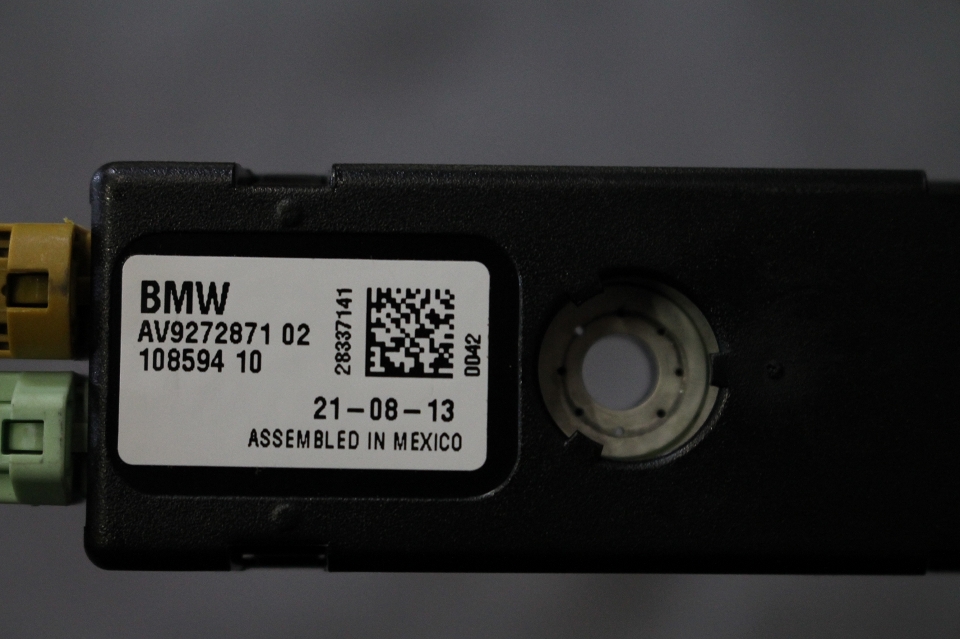 BMW
AV9272871 02
108594 10
28337141
0042
21-08-13
ASSEMBLED IN MEXICO